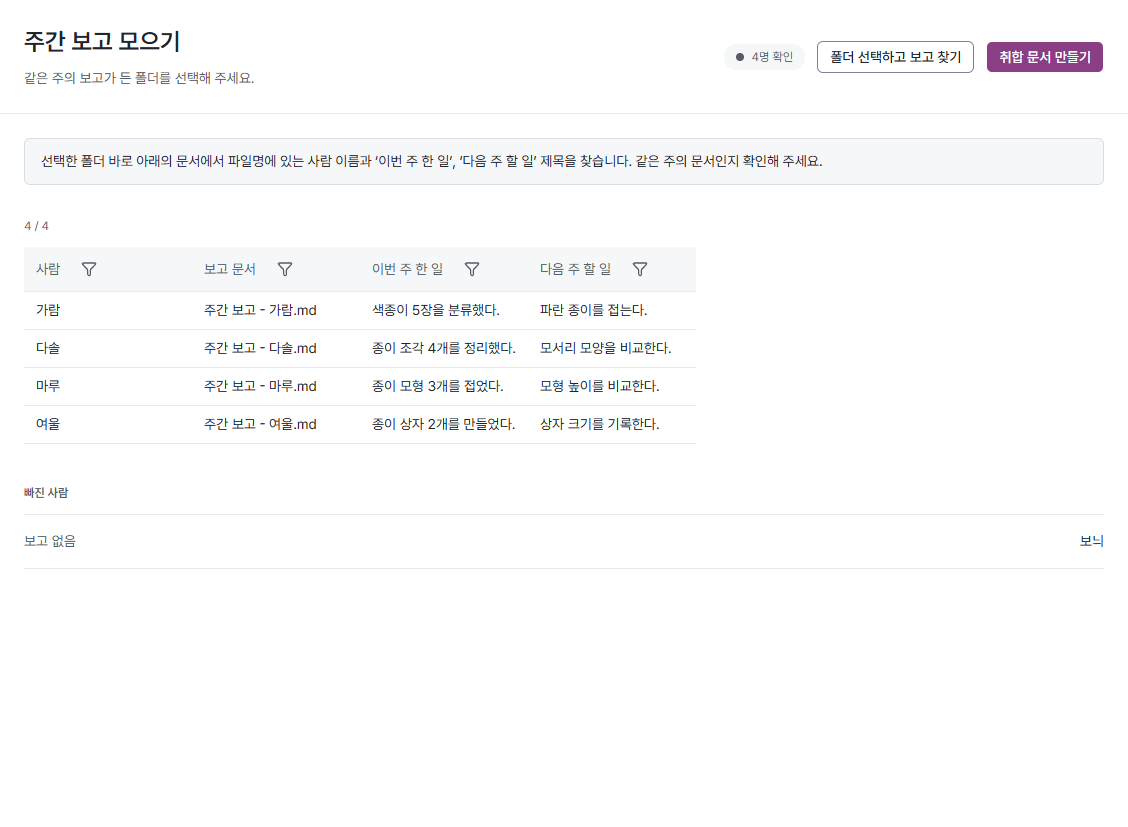 주간 보고 모으기
같은 주의 보고가 든 폴더를 선택해 주세요.
4명 확인
폴더 선택하고 보고 찾기
취합 문서 만들기
선택한 폴더 바로 아래의 문서에서 파일명에 있는 사람 이름과 ‘이번 주 한 일’, ‘다음 주 할 일’ 제목을 찾습니다. 같은 주의 문서인지 확인해 주세요.
4 / 4
사람 보고 문서 이번 주 한 일 다음 주 할 일
가람 주간 보고 - 가람.md 색종이 5장을 분류했다. 파란 종이를 접는다.
다솔 주간 보고 - 다솔.md 종이 조각 4개를 정리했다. 모서리 모양을 비교한다.
마루 주간 보고 - 마루.md 종이 모형 3개를 접었다. 모형 높이를 비교한다.
여울 주간 보고 - 여울.md 종이 상자 2개를 만들었다. 상자 크기를 기록한다.
빠진 사람
보고 없음 보늬